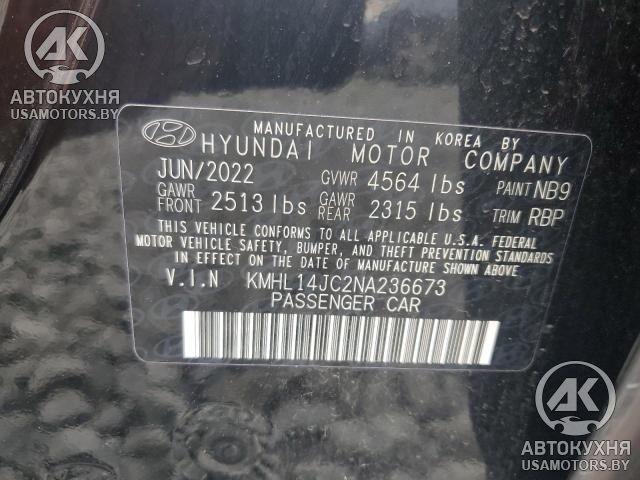 AK
АВТОКУХНЯ
USAMOTORS.BY
MANUFACTURED IN KOREA BY
HYUNDAI MOTOR COMPANY
JUN/2022 GVWR 4564 lbs PAINT NB9
GAWR FRONT 2513 lbs GAWR REAR 2315 lbs TRIM RBP
THIS VEHICLE CONFORMS TO ALL APPLICABLE U.S.A. FEDERAL
MOTOR VEHICLE SAFETY, BUMPER, AND THEFT PREVENTION STANDARDS
IN EFFECT ON THE DATE OF MANUFACTURE SHOWN ABOVE.
V.I.N KMHL14JC2NA236673
PASSENGER CAR
AK
АВТОКУХНЯ
USAMOTORS.BY